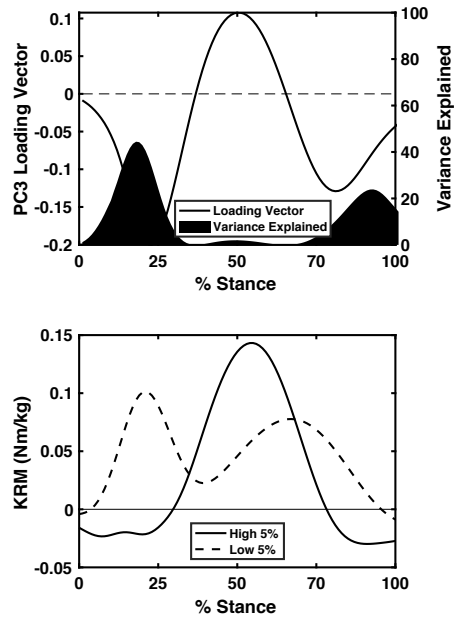 0.1
0.05
0
-0.05
-0.1
-0.15
-0.2
PC3 Loading Vector
100
80
60
40
20
0
Variance Explained
Loading Vector
Variance Explained
0 25 50 70 100
% Stance
0.15
0.1
0.05
0
-0.05
KRM (Nm/kg)
High 5%
Low 5%
0 25 50 70 100
% Stance